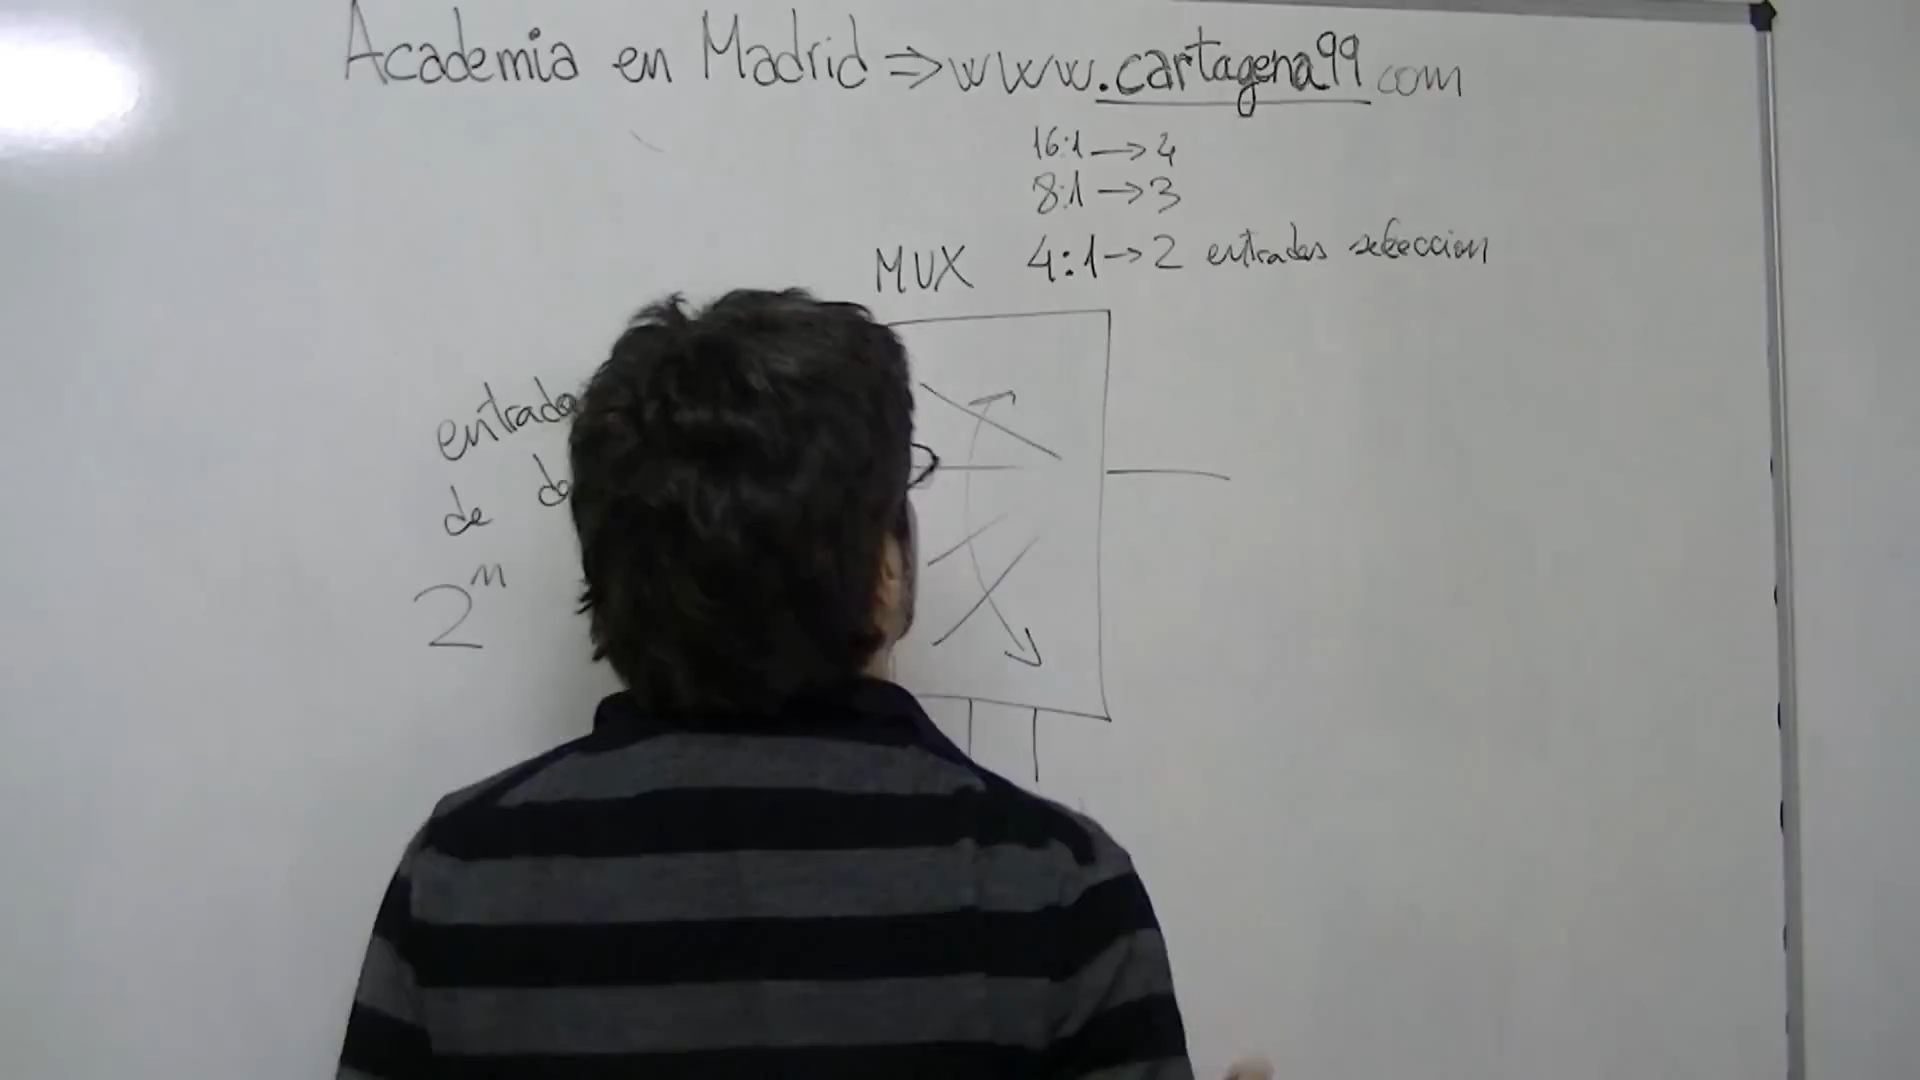 Academia en Madrid ⇒ www.cartagena99.com
16:1 → 4
8:1 → 3
MUX 4:1 → 2 entradas seleccion
entrada
de
2^n